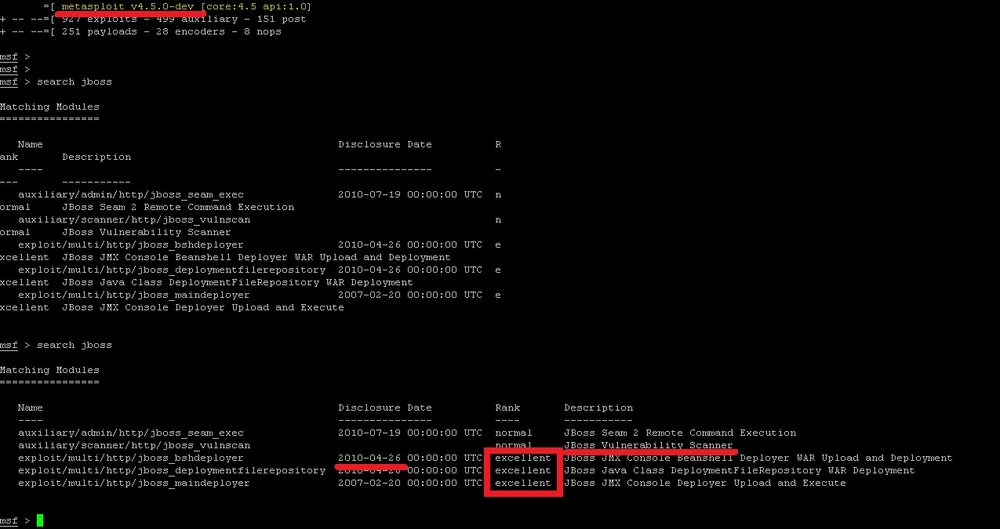 =[ metasploit v4.5.0-dev [core:4.5 api:1.0]
+ -- --=[ 927 exploits - 499 auxiliary - 151 post
+ -- --=[ 251 payloads - 28 encoders - 8 nops
msf >
msf >
msf > search jboss
Matching Modules
================
Name Disclosure Date R
ank Description
---- --------------- -
--- -----------
auxiliary/admin/http/jboss_seam_exec 2010-07-19 00:00:00 UTC n
ormal JBoss Seam 2 Remote Command Execution
auxiliary/scanner/http/jboss_vulnscan n
ormal JBoss Vulnerability Scanner
exploit/multi/http/jboss_bshdeployer 2010-04-26 00:00:00 UTC e
xcellent JBoss JMX Console Beanshell Deployer WAR Upload and Deployment
exploit/multi/http/jboss_deploymentfilerepository 2010-04-26 00:00:00 UTC e
xcellent JBoss Java Class DeploymentFileRepository WAR Deployment
exploit/multi/http/jboss_maindeployer 2007-02-20 00:00:00 UTC e
xcellent JBoss JMX Console Deployer Upload and Execute
msf > search jboss
Matching Modules
================
Name Disclosure Date Rank Description
---- --------------- ---- -----------
auxiliary/admin/http/jboss_seam_exec 2010-07-19 00:00:00 UTC normal JBoss Seam 2 Remote Command Execution
auxiliary/scanner/http/jboss_vulnscan normal JBoss Vulnerability Scanner
exploit/multi/http/jboss_bshdeployer 2010-04-26 00:00:00 UTC excellent JBoss JMX Console Beanshell Deployer WAR Upload and Deployment
exploit/multi/http/jboss_deploymentfilerepository 2010-04-26 00:00:00 UTC excellent JBoss Java Class DeploymentFileRepository WAR Deployment
exploit/multi/http/jboss_maindeployer 2007-02-20 00:00:00 UTC excellent JBoss JMX Console Deployer Upload and Execute
msf >